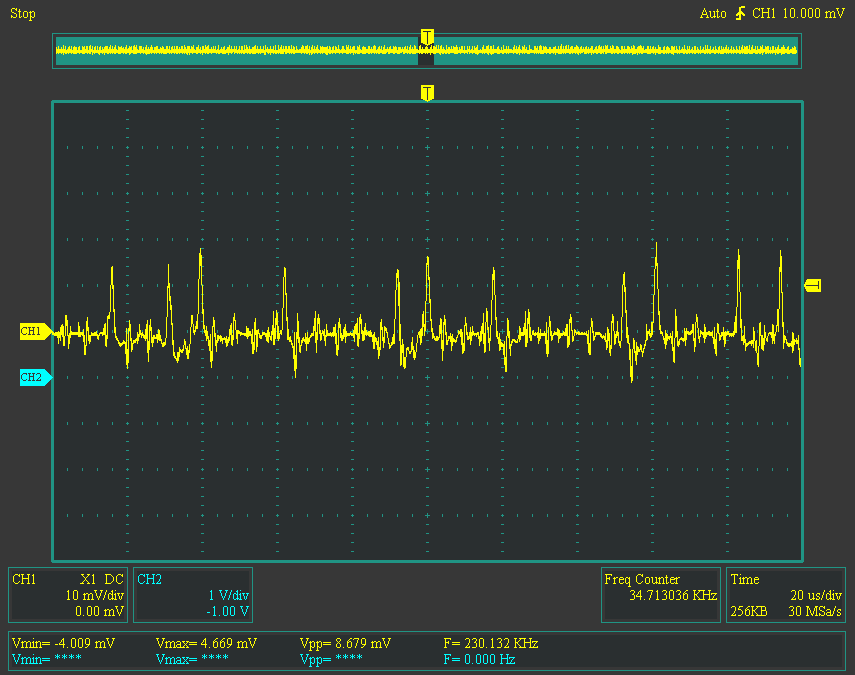 Stop
Auto CH1 10.000 mV
T
T
CH1
CH2
CH1 X1 DC
10 mV/div
0.00 mV
CH2
1 V/div
-1.00 V
Freq Counter
34.713036 KHz
Time
20 us/div
256KB 30 MSa/s
Vmin= -4.009 mV Vmax= 4.669 mV Vpp= 8.679 mV F= 230.132 KHz
Vmin= **** Vmax= **** Vpp= **** F= 0.000 Hz